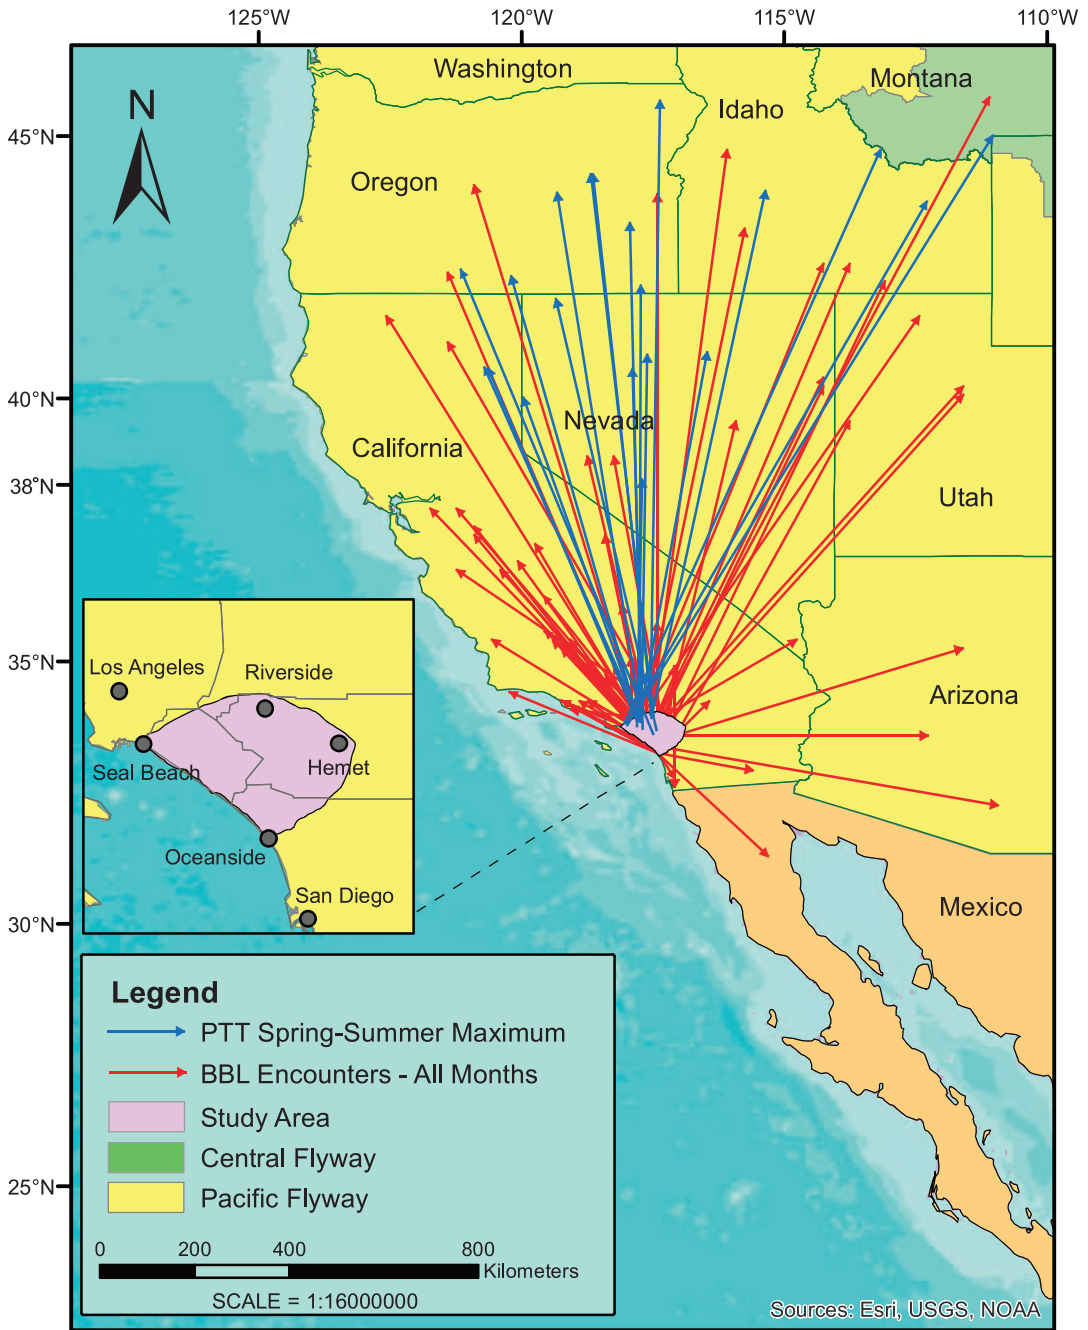 125°W 120°W 115°W 110°W
Washington
Montana
N
Idaho
45°N
Oregon
40°N
Nevada
California
38°N
Utah
35°N
Los Angeles
Riverside
Arizona
Seal Beach
Hemet
Oceanside
San Diego
Mexico
30°N
Legend
PTT Spring-Summer Maximum
BBL Encounters - All Months
Study Area
Central Flyway
Pacific Flyway
25°N
0 200 400 800
Kilometers
SCALE = 1:16000000
Sources: Esri, USGS, NOAA